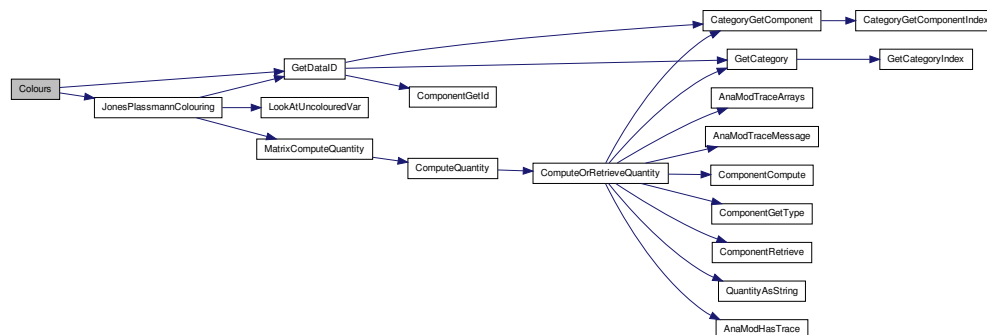 Colours
JonesPlassmannColouring
GetDataID
LookAtUncolouredVar
MatrixComputeQuantity
ComponentGetId
ComputeQuantity
ComputeOrRetrieveQuantity
CategoryGetComponent
GetCategory
AnaModTraceArrays
AnaModTraceMessage
ComponentCompute
ComponentGetType
ComponentRetrieve
QuantityAsString
AnaModHasTrace
CategoryGetComponentIndex
GetCategoryIndex